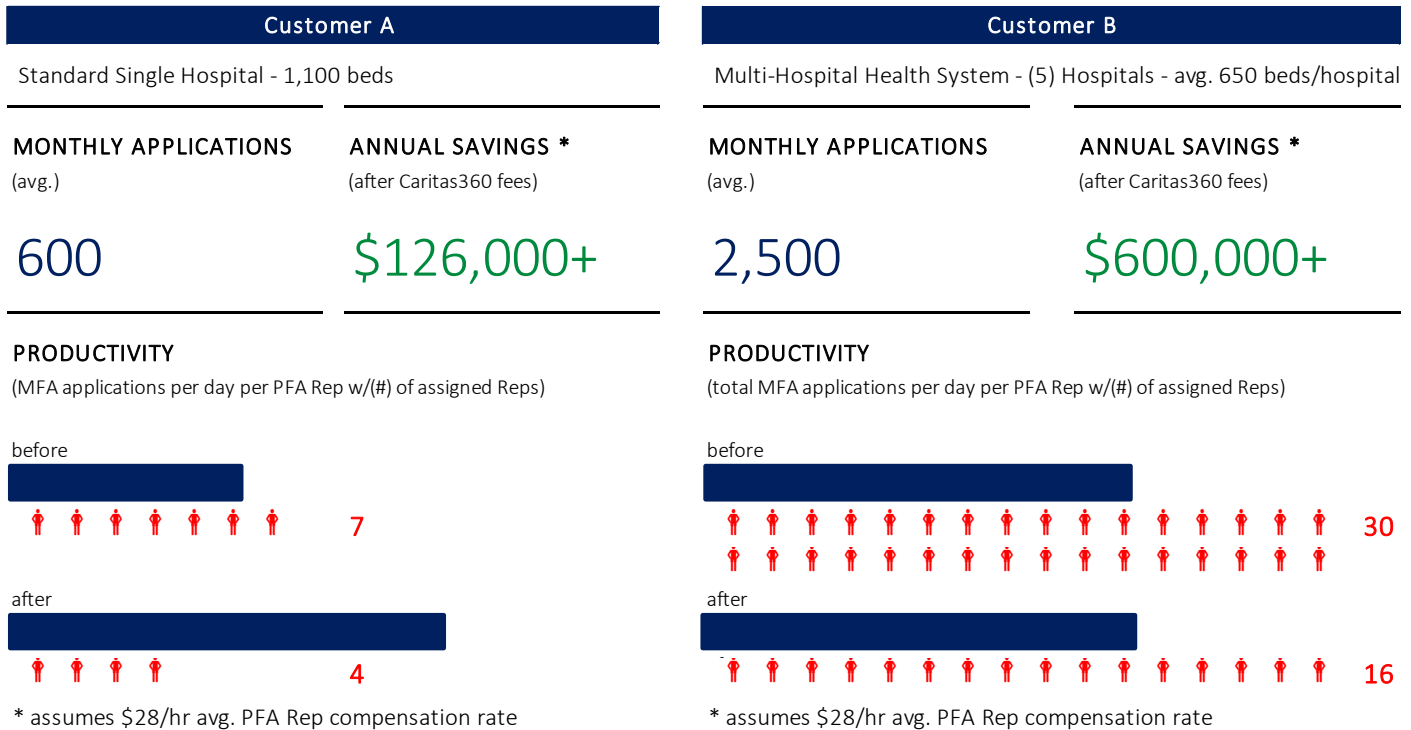 Customer A
Standard Single Hospital - 1,100 beds
MONTHLY APPLICATIONS
(avg.)
600
ANNUAL SAVINGS *
(after Caritas360 fees)
$126,000+
PRODUCTIVITY
(MFA applications per day per PFA Rep w/(#) of assigned Reps)
before
7
after
4
* assumes $28/hr avg. PFA Rep compensation rate
Customer B
Multi-Hospital Health System - (5) Hospitals - avg. 650 beds/hospital
MONTHLY APPLICATIONS
(avg.)
2,500
ANNUAL SAVINGS *
(after Caritas360 fees)
$600,000+
PRODUCTIVITY
(total MFA applications per day per PFA Rep w/(#) of assigned Reps)
before
30
after
16
* assumes $28/hr avg. PFA Rep compensation rate